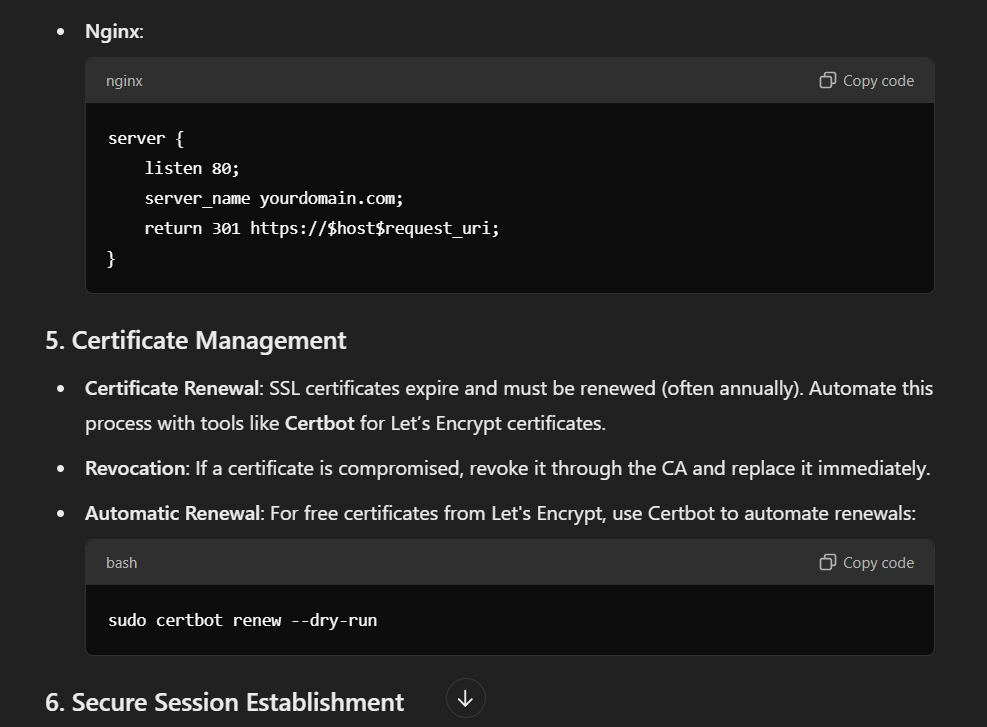 • Nginx:
nginx
Copy code
server {
    listen 80;
    server_name yourdomain.com;
    return 301 https://$host$request_uri;
}
5. Certificate Management
• Certificate Renewal: SSL certificates expire and must be renewed (often annually). Automate this
process with tools like Certbot for Let’s Encrypt certificates.
• Revocation: If a certificate is compromised, revoke it through the CA and replace it immediately.
• Automatic Renewal: For free certificates from Let's Encrypt, use Certbot to automate renewals:
bash
Copy code
sudo certbot renew --dry-run
6. Secure Session Establishment